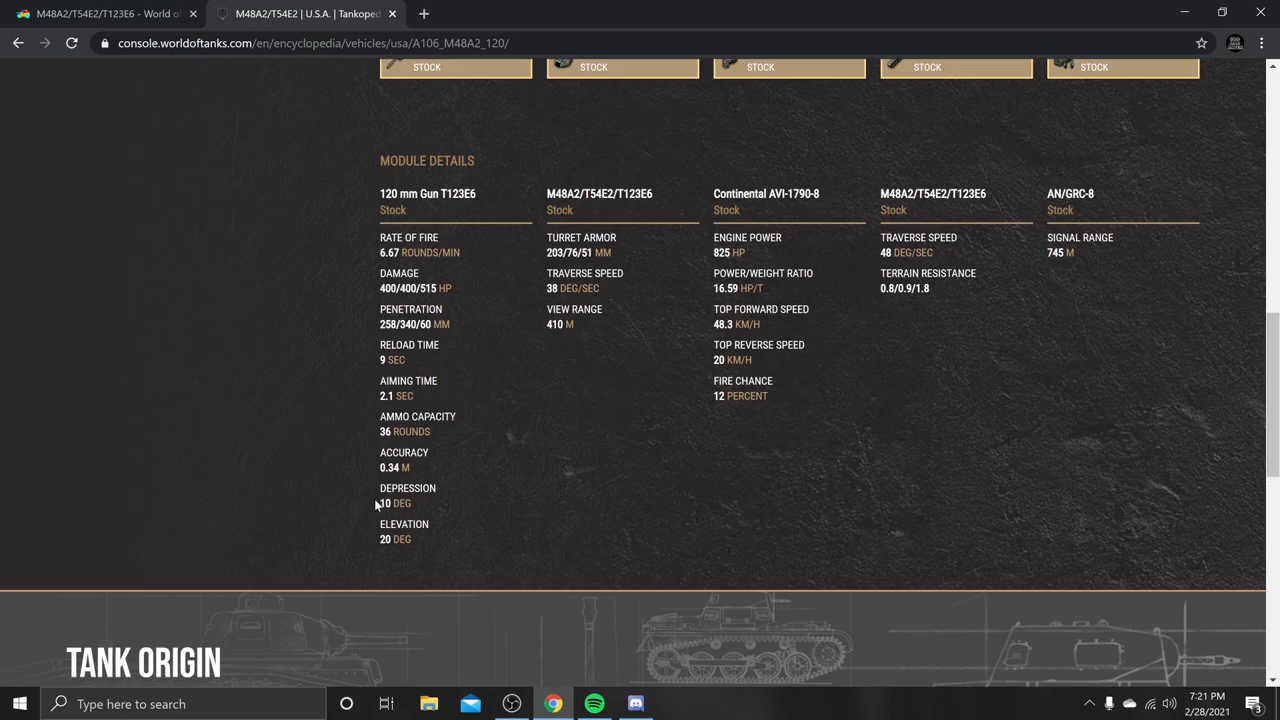 M48A2/T54E2/T123E6 - World of
M48A2/T54E2 | U.S.A. | Tankoped
console.worldoftanks.com/en/encyclopedia/vehicles/usa/A106_M48A2_120/
STOCK STOCK STOCK STOCK STOCK
MODULE DETAILS
120 mm Gun T123E6
Stock
RATE OF FIRE
6.67 ROUNDS/MIN
DAMAGE
400/400/515 HP
PENETRATION
258/340/60 MM
RELOAD TIME
9 SEC
AIMING TIME
2.1 SEC
AMMO CAPACITY
36 ROUNDS
ACCURACY
0.34 M
DEPRESSION
10 DEG
ELEVATION
20 DEG
M48A2/T54E2/T123E6
Stock
TURRET ARMOR
203/76/51 MM
TRAVERSE SPEED
38 DEG/SEC
VIEW RANGE
410 M
Continental AVI-1790-8
Stock
ENGINE POWER
825 HP
POWER/WEIGHT RATIO
16.59 HP/T
TOP FORWARD SPEED
48.3 KM/H
TOP REVERSE SPEED
20 KM/H
FIRE CHANCE
12 PERCENT
M48A2/T54E2/T123E6
Stock
TRAVERSE SPEED
48 DEG/SEC
TERRAIN RESISTANCE
0.8/0.9/1.8
AN/GRC-8
Stock
SIGNAL RANGE
745 M
TANK ORIGIN
Type here to search
7:21 PM
2/28/2021
3